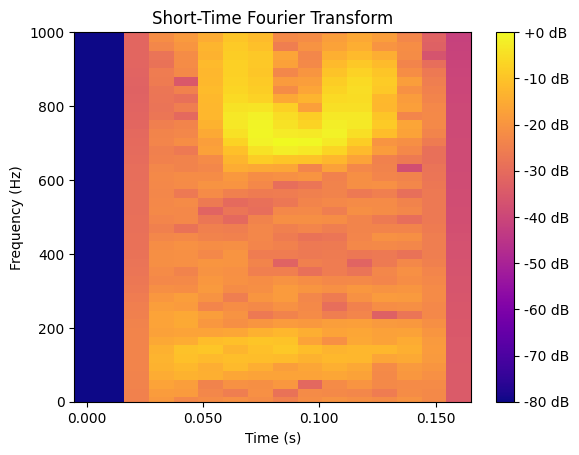 Short-Time Fourier Transform
Frequency (Hz)
1000
800
600
400
200
0
0.000
0.050
0.100
0.150
Time (s)
+0 dB
-10 dB
-20 dB
-30 dB
-40 dB
-50 dB
-60 dB
-70 dB
-80 dB